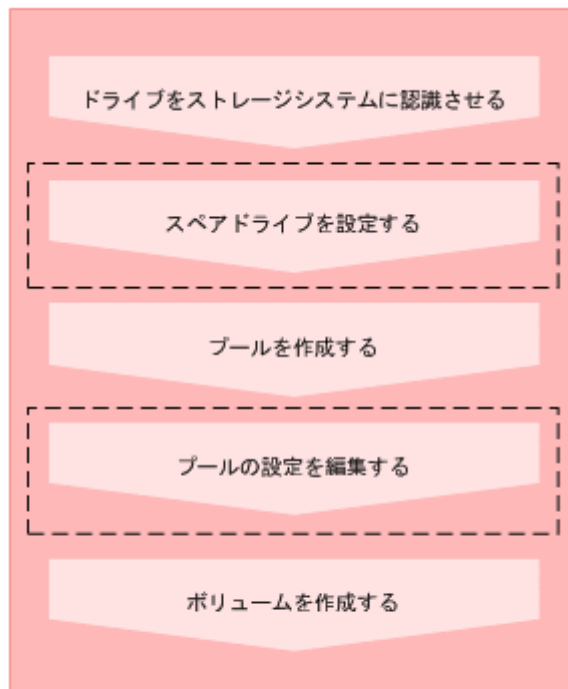 ドライブをストレージシステムに認識させる
スペアドライブを設定する
プールを作成する
プールの設定を編集する
ボリュームを作成する